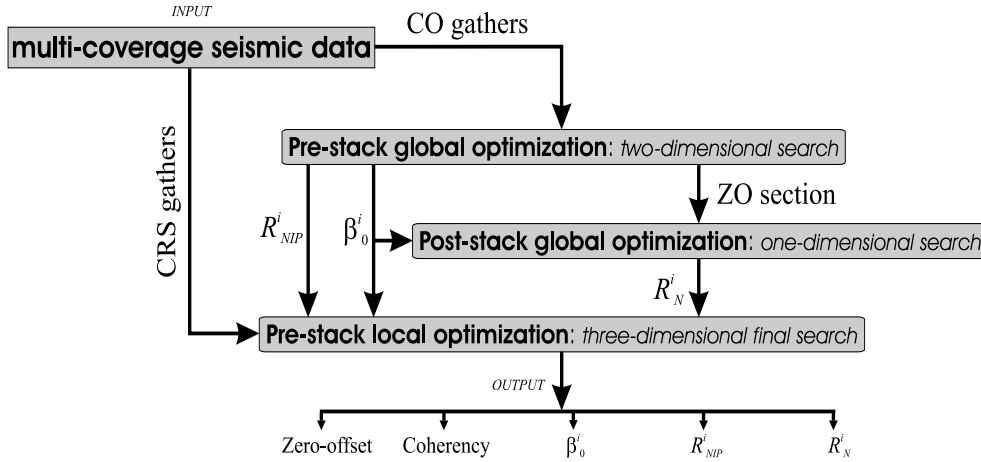 INPUT
multi-coverage seismic data
CO gathers
Pre-stack global optimization: two-dimensional search
CRS gathers
R^i_NIP
β^i_0
ZO section
Post-stack global optimization: one-dimensional search
R^i_N
Pre-stack local optimization: three-dimensional final search
OUTPUT
Zero-offset
Coherency
β^i_0
R^i_NIP
R^i_N